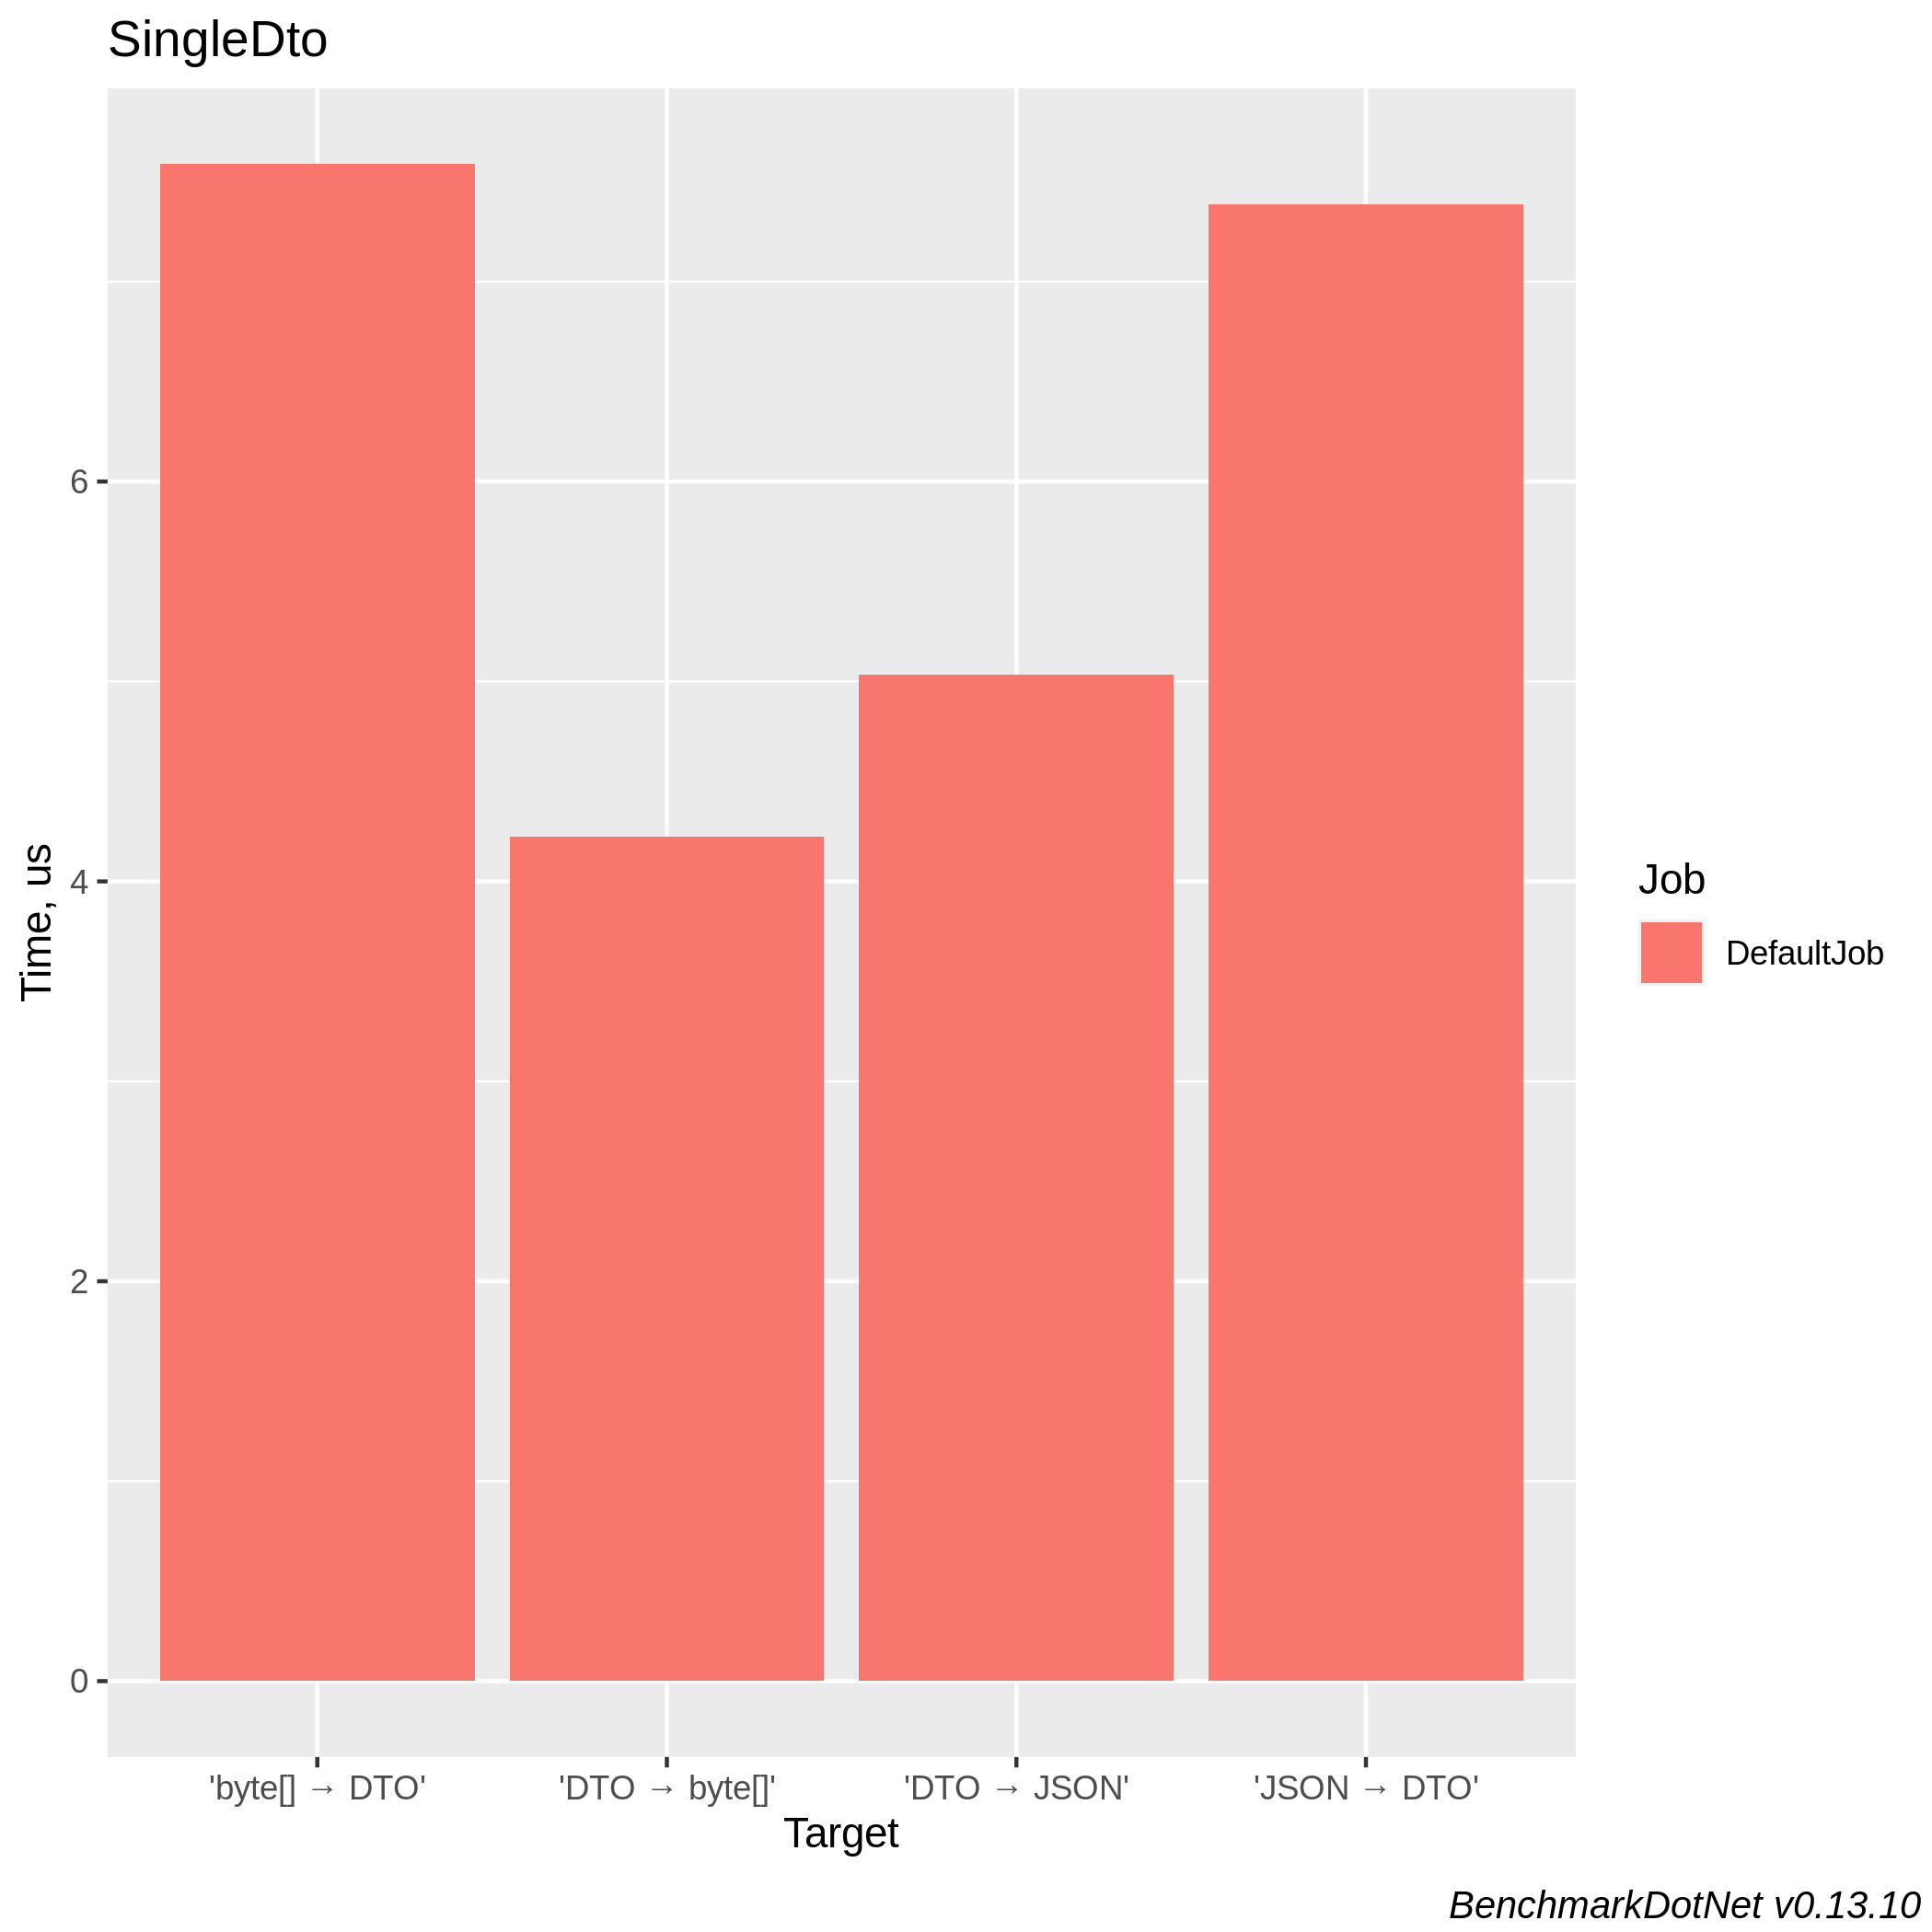 SingleDto
Time, us
6
4
2
0
'byte[] → DTO'
'DTO → byte[]'
'DTO → JSON'
'JSON → DTO'
Target
Job
DefaultJob
BenchmarkDotNet v0.13.10